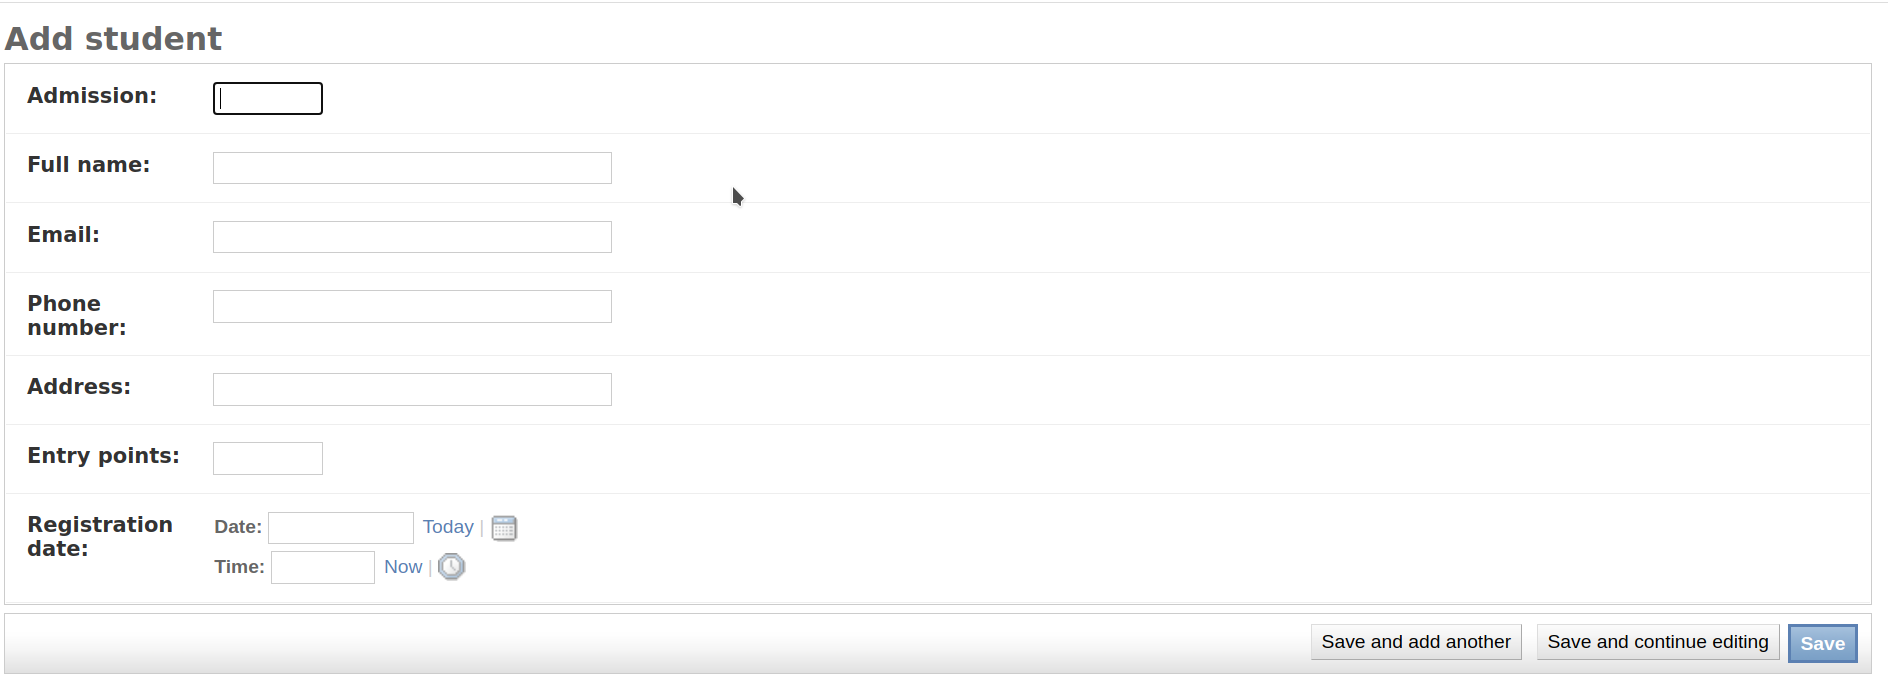 Add student
Admission:
Full name:
Email:
Phone
number:
Address:
Entry points:
Registration
date:
Date: Today |
Time: Now |
Save and add another Save and continue editing Save